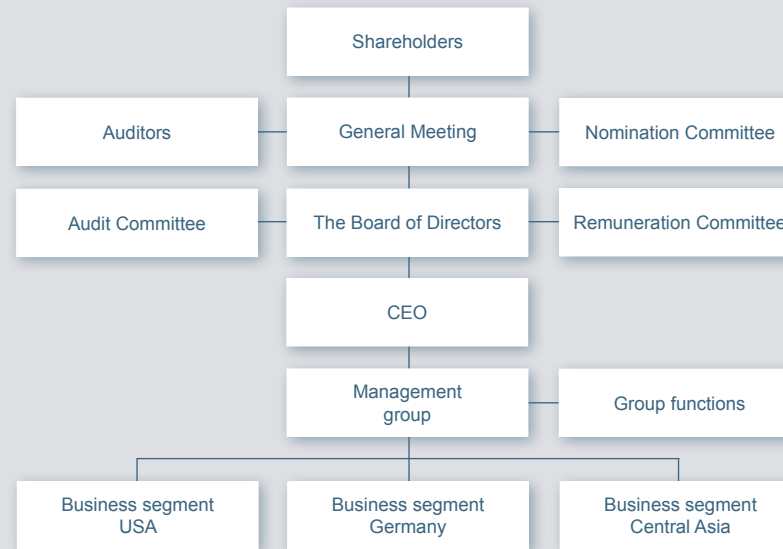 Shareholders
Auditors
General Meeting
Nomination Committee
Audit Committee
The Board of Directors
Remuneration Committee
CEO
Management
group
Group functions
Business segment
USA
Business segment
Germany
Business segment
Central Asia